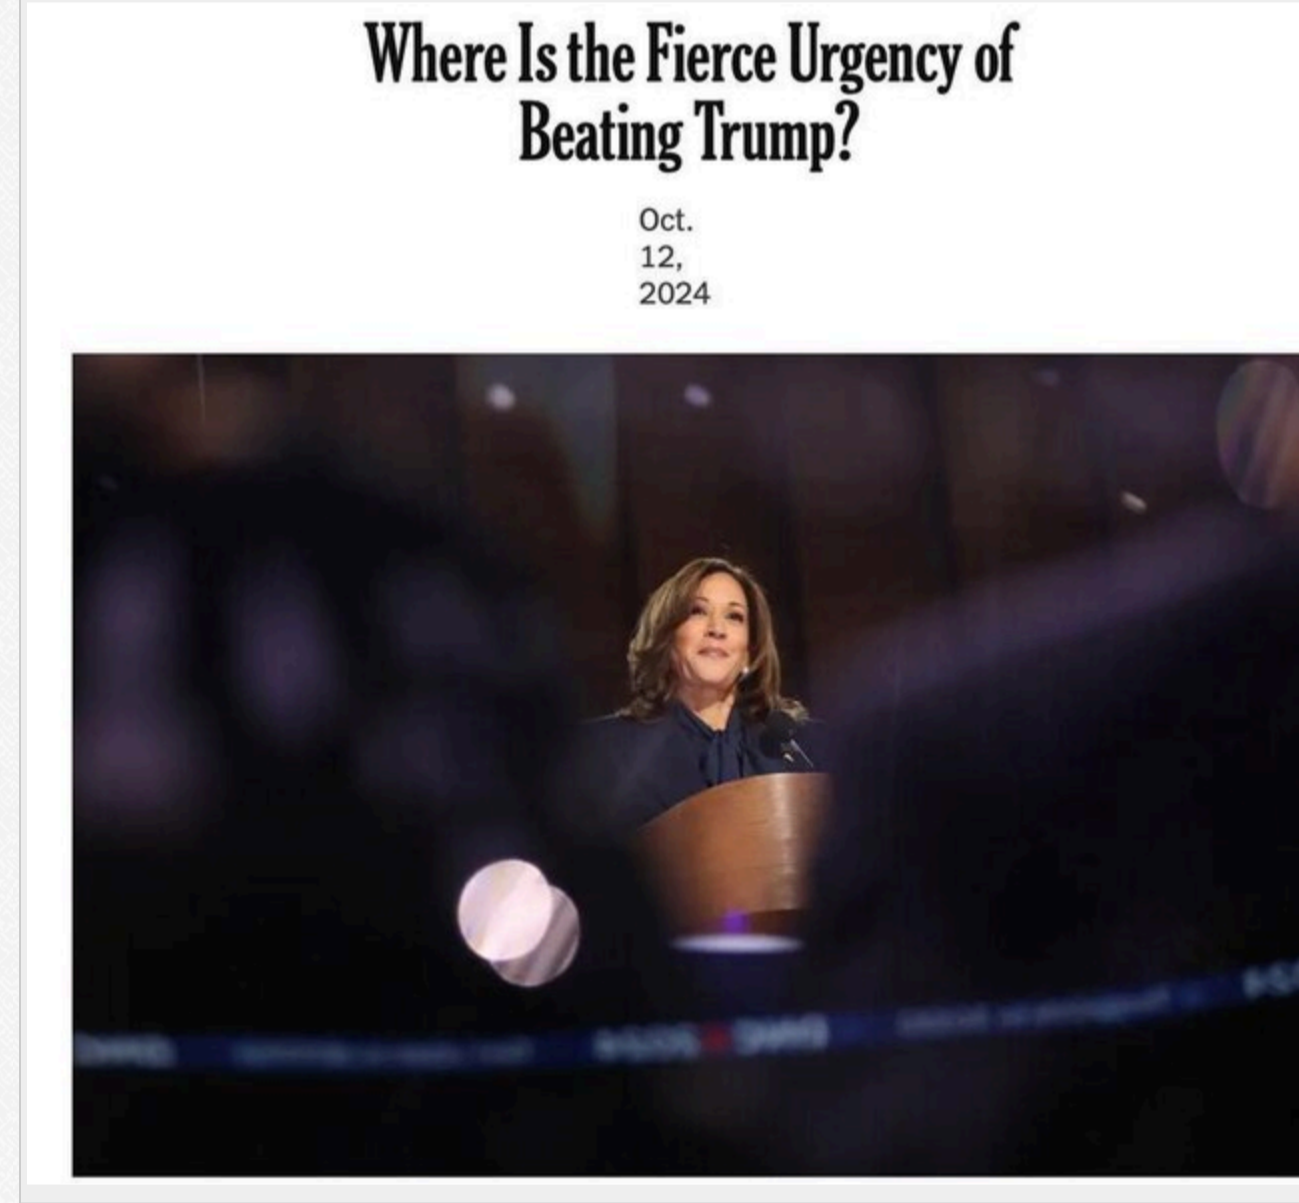 Where Is the Fierce Urgency of
Beating Trump?
Oct.
12,
2024